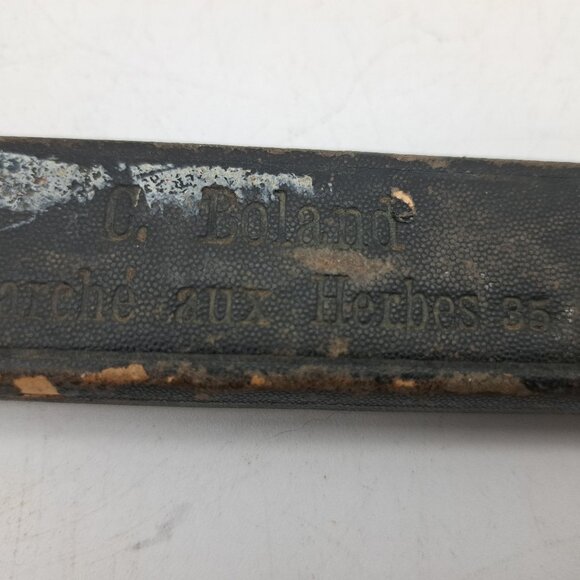 C. Boland
arché aux Herbes 35